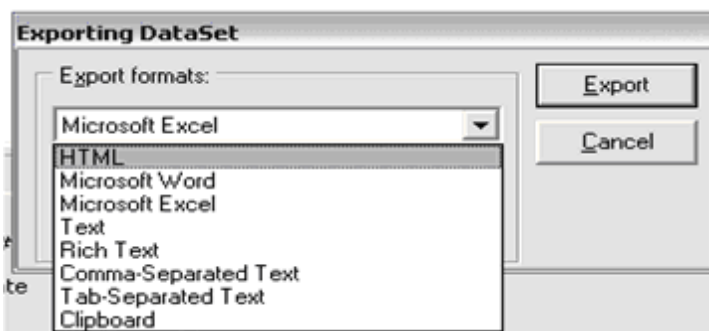 Exporting DataSet
Export formats:
Export
Microsoft Excel
Cancel
HTML
Microsoft Word
Microsoft Excel
Text
Rich Text
Comma-Separated Text
Tab-Separated Text
Clipboard
te